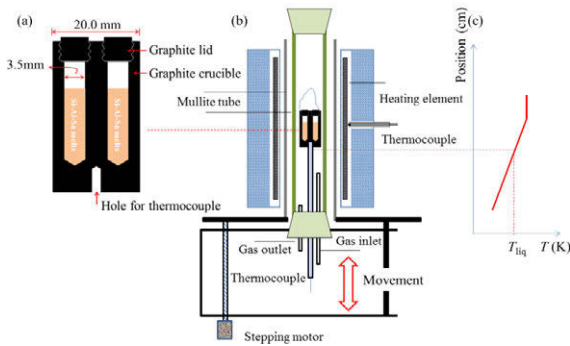 (a)
20.0 mm
Graphite lid
3.5mm
Graphite crucible
Hole for thermocouple
(b)
Mullite tube
Heating element
Thermocouple
Gas outlet
Gas inlet
Thermocouple
Movement
Stepping motor
(c)
Position (cm)
Tliq
T (K)